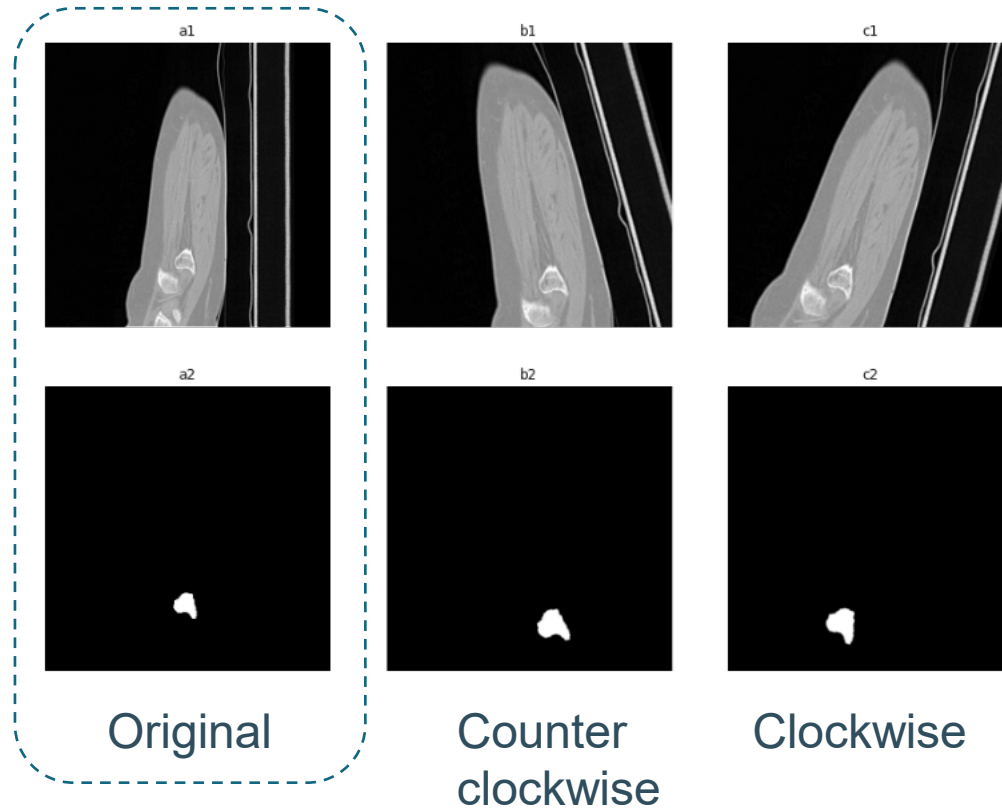 a1
b1
c1
a2
b2
c2
Original
Counter
clockwise
Clockwise